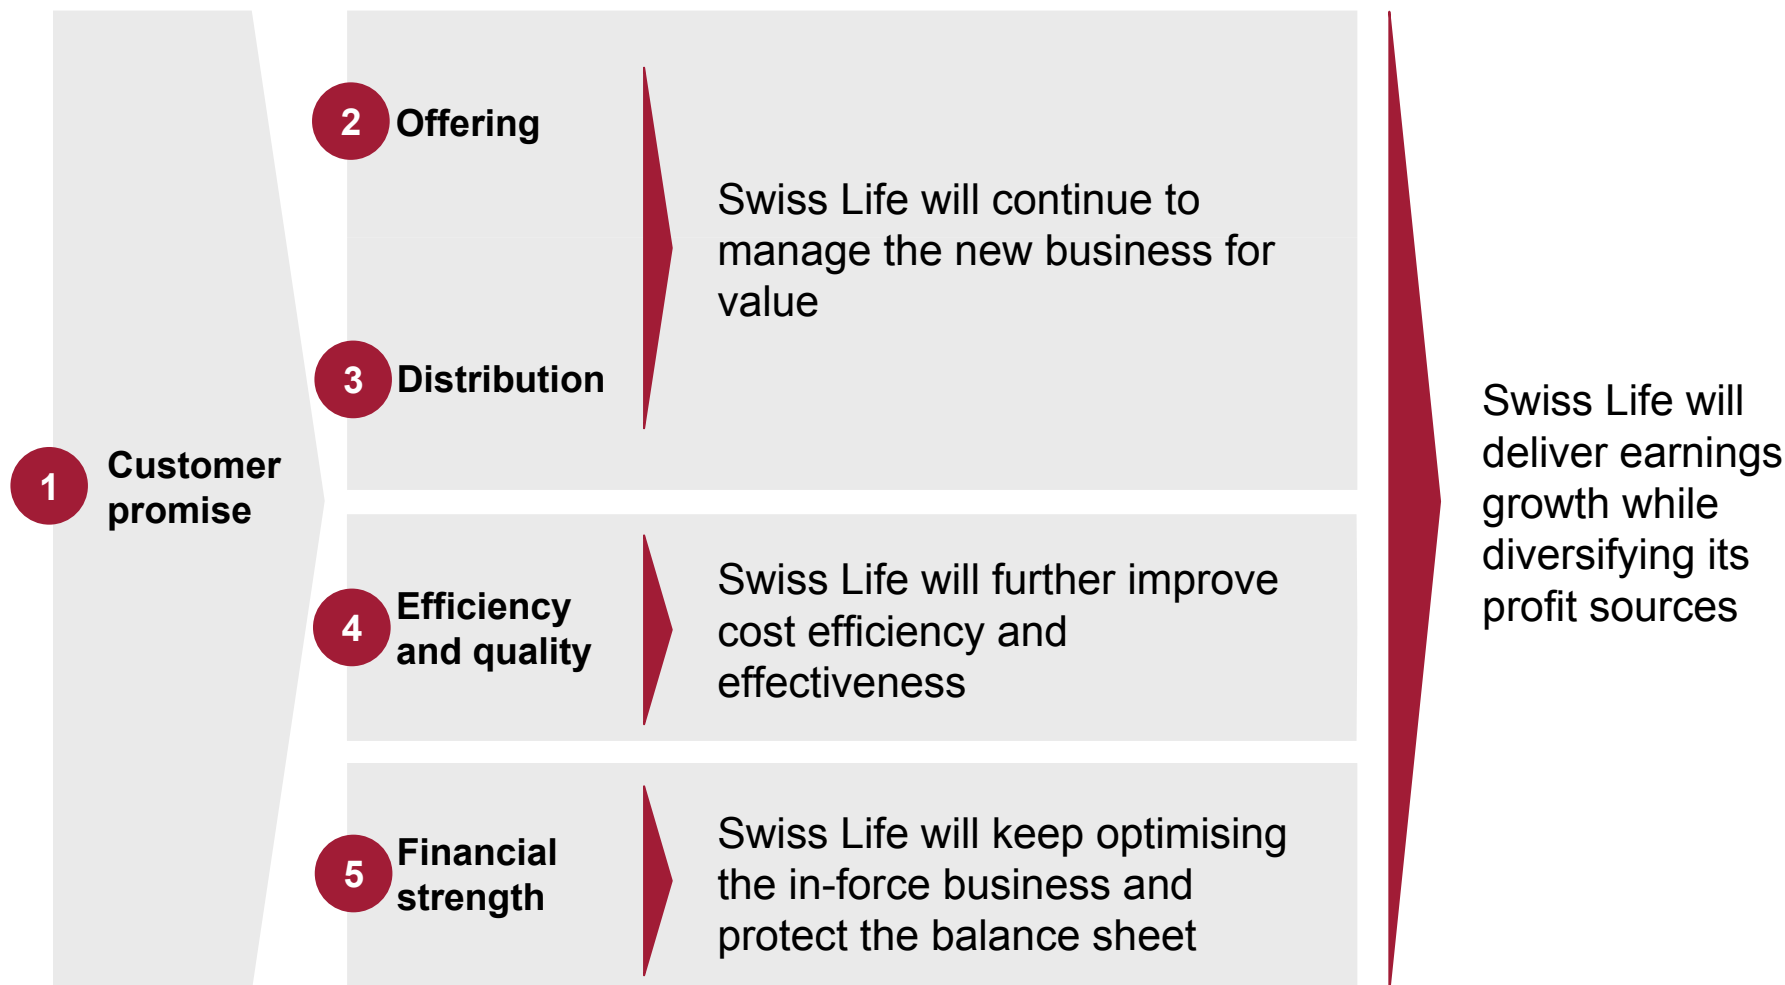 1
Customer
promise
2
Offering
3
Distribution
Swiss Life will continue to
manage the new business for
value
4
Efficiency
and quality
Swiss Life will further improve
cost efficiency and
effectiveness
5
Financial
strength
Swiss Life will keep optimising
the in-force business and
protect the balance sheet
Swiss Life will
deliver earnings
growth while
diversifying its
profit sources